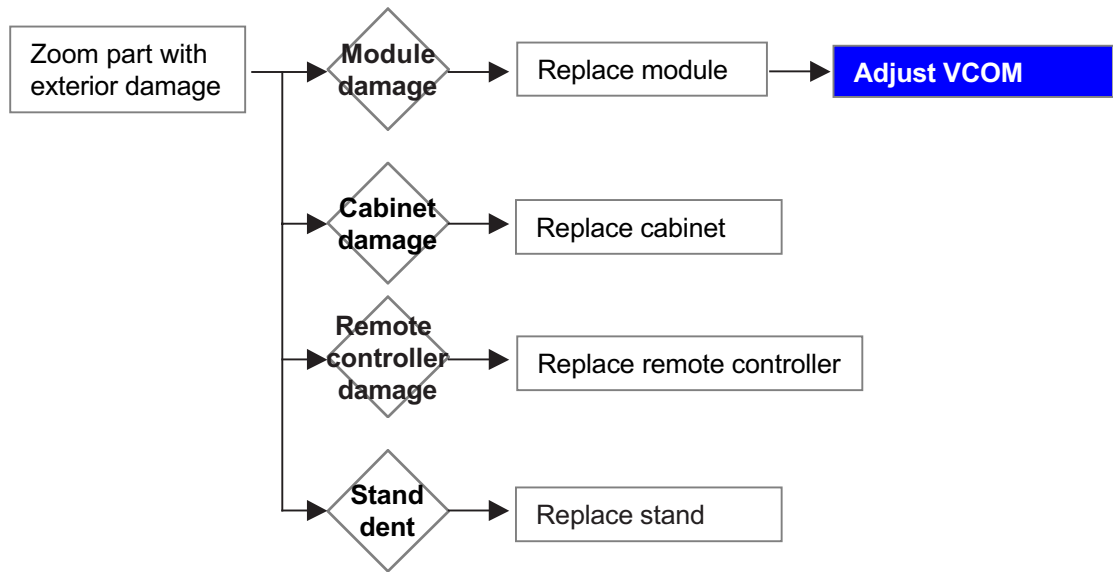 Zoom part with
exterior damage
Module
damage
Replace module
Adjust VCOM
Cabinet
damage
Replace cabinet
Remote
controller
damage
Replace remote controller
Stand
dent
Replace stand